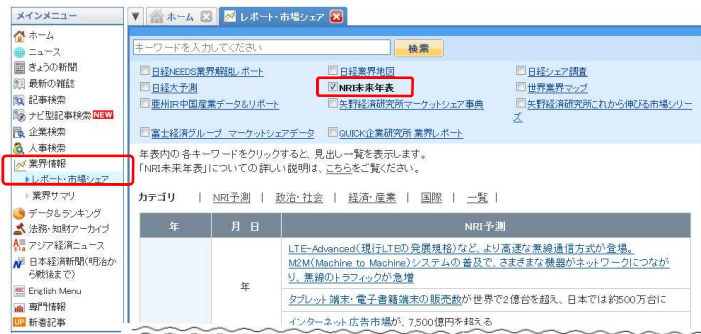 メインメニュー
ホーム
ニュース
きょうの新聞
最新の雑誌
記事検索
ナビ型記事検索NEW
企業検索
人事検索
業界情報
レポート・市場シェア
業界サマリ
データ&ランキング
法務・知財アーカイブ
アジア経済ニュース
日本経済新聞(明治か
ら戦後まで)
English Menu
専門情報
UP 新着記事
▼ ホーム レポート・市場シェア
キーワードを入力してください 検索
日経NEEDS業界解説レポート 日経業界地図 日経シェア調査
日経大予測 NRI未来年表 世界業界マップ
亜州IR中国産業データ&リポート 矢野経済研究所マーケットシェア事典 矢野経済研究所これから伸びる市場シリー
ズ
富士経済グループ マーケットシェアデータ QUICK企業研究所 業界レポート
年表内の各キーワードをクリックすると、見出し一覧を表示します。
「NRI未来年表」についての詳しい説明は、こちらをご覧ください。
カテゴリ | NRI予測 | 政治・社会 | 経済・産業 | 国際 | 一覧 |
年 月 日 NRI予測
LTE-Advanced(現行LTEの発展規格)など、より高速な無線通信方式が登場。
M2M(Machine to Machine)システムの普及で、さまざまな機器がネットワークにつなが
り、無線のトラフィックが急増
年
タブレット端末・電子書籍端末の販売数が世界で2億台を超え、日本では約500万台に
インターネット広告市場が、7,500億円を超える